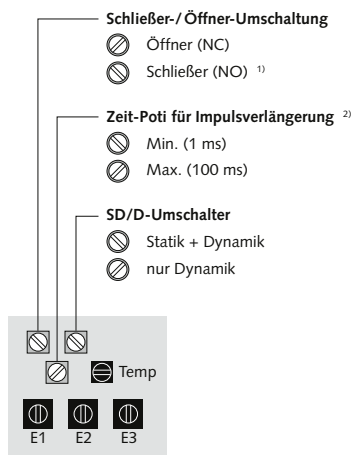 Schließer-/Öffner-Umschaltung
Öffner (NC)
Schließer (NO) 1)
Zeit-Poti für Impulsverlängerung 2)
Min. (1 ms)
Max. (100 ms)
SD/D-Umschalter
Statik + Dynamik
nur Dynamik
Temp
E1 E2 E3